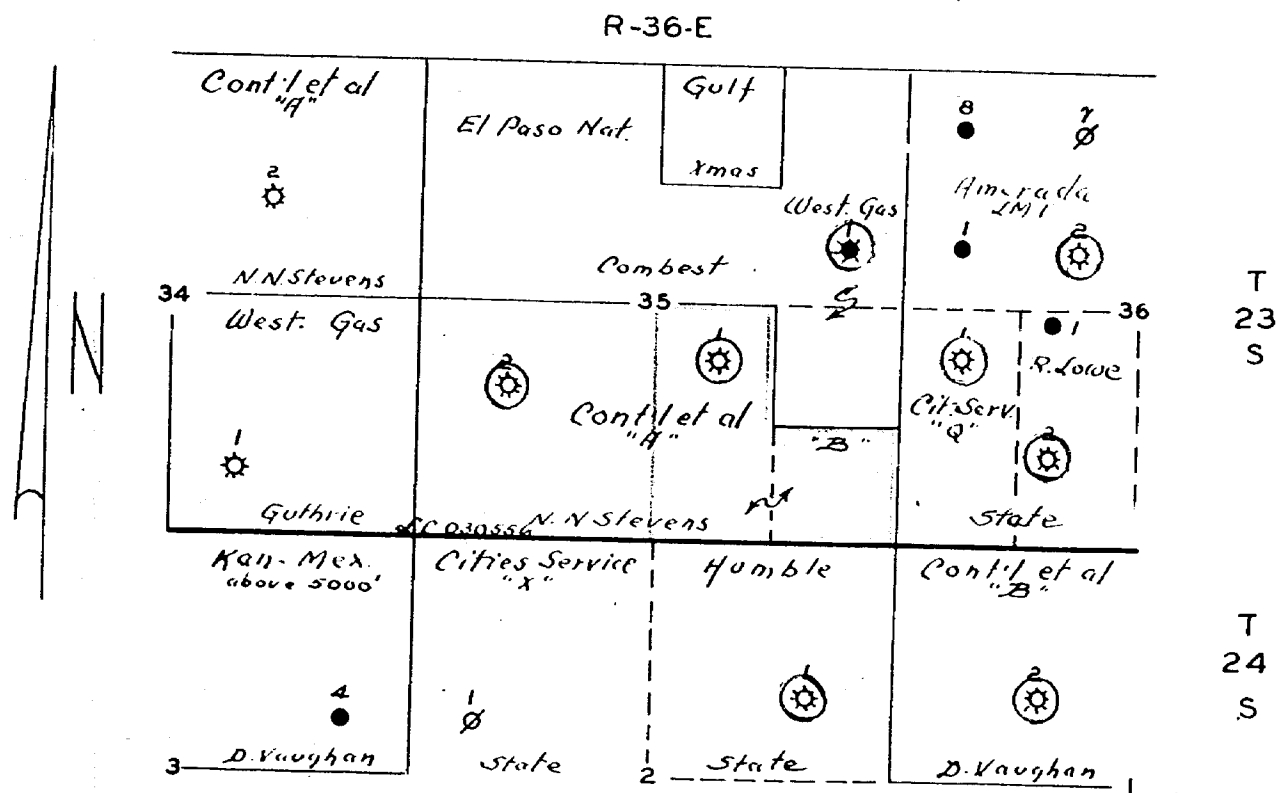 R-36-E
Cont'l et al
"A"
2
N.N. Stevens
El Paso Nat.
Gulf
Xmas
West. Gas
1
Combest
8
7
Amerada
LM1
1
2
T
23
S
34
35
36
West. Gas
1
Guthrie
2
1
Cont'l et al
"A"
N.N Stevens
LC 030556
"B"
1
Cit. Serv.
"Q"
1
R. Lowe
2
State
N
Kan-Mex.
above 5000'
4
D. Vaughan
Cities Service
"X"
1
State
Humble
1
State
Cont'l et al
"B"
2
D. Vaughan
T
24
S
3
2
1